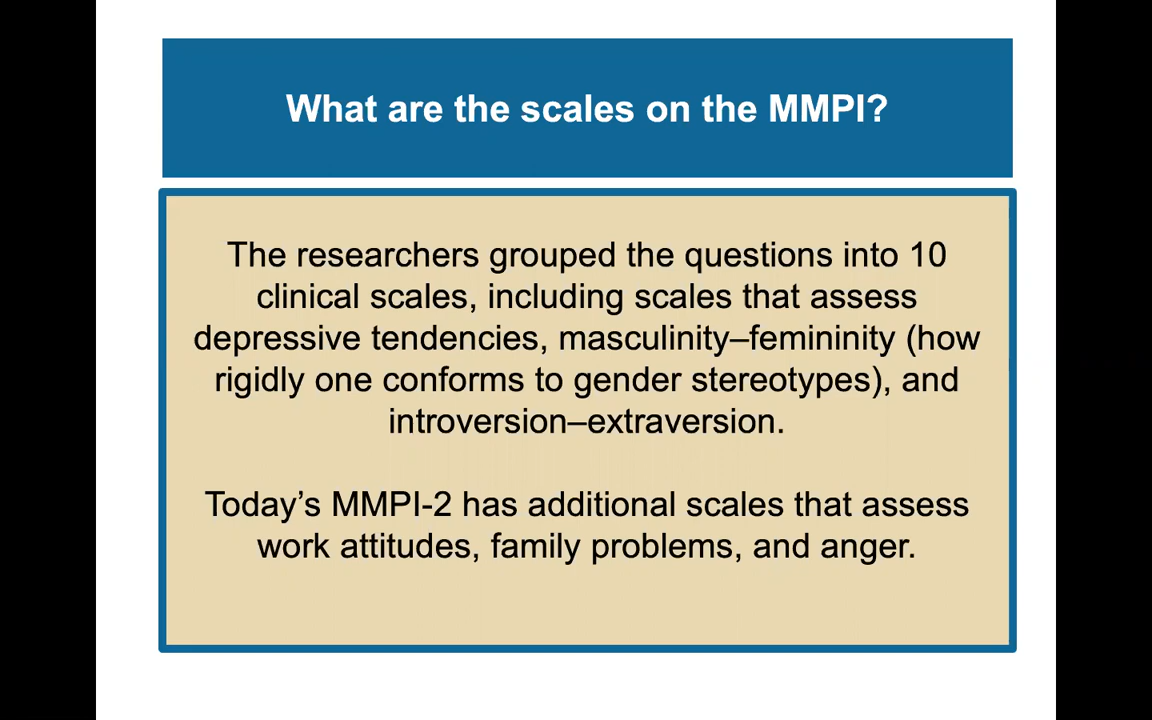 What are the scales on the MMPI?
The researchers grouped the questions into 10
clinical scales, including scales that assess
depressive tendencies, masculinity–femininity (how
rigidly one conforms to gender stereotypes), and
introversion–extraversion.
Today’s MMPI-2 has additional scales that assess
work attitudes, family problems, and anger.